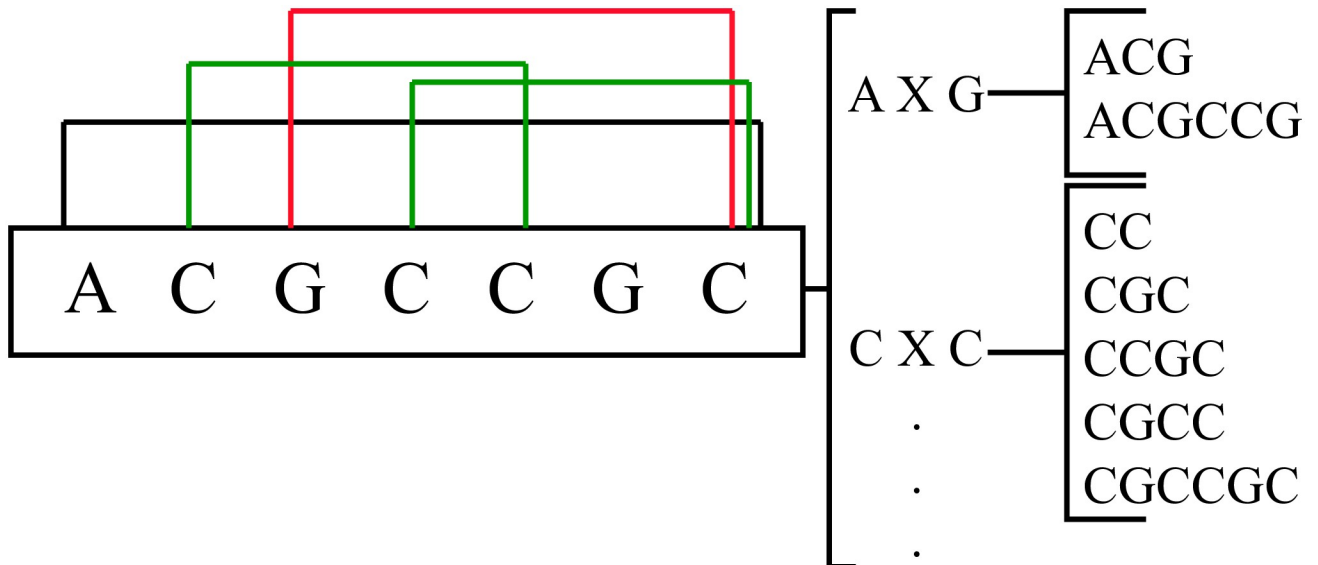 A C G C C G C
A X G
ACG
ACGCCG
C X C
CC
CGC
CCGC
CGCC
CGCCGC
.
.
.